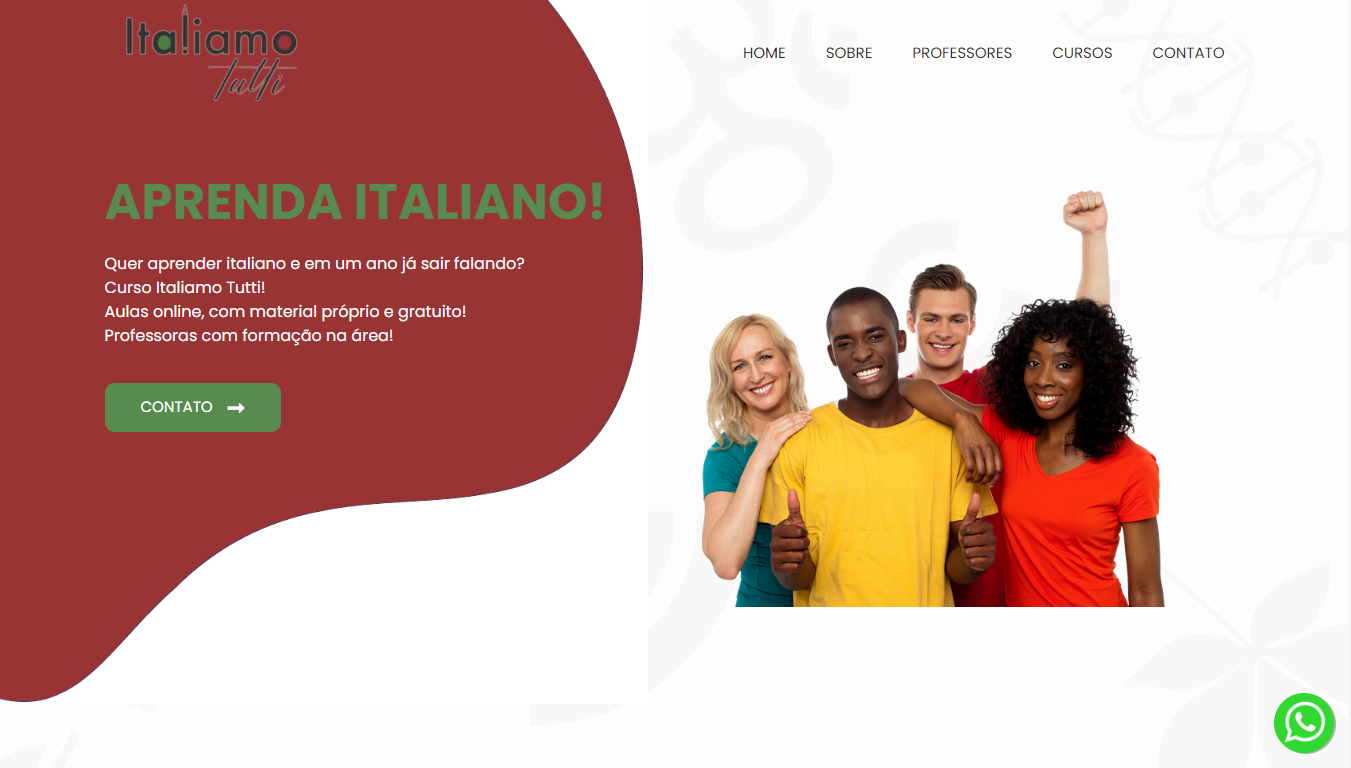 Italiamo
tutti
HOME
SOBRE
PROFESSORES
CURSOS
CONTATO
APRENDA ITALIANO!
Quer aprender italiano e em um ano já sair falando?
Curso Italiamo Tutti!
Aulas online, com material próprio e gratuito!
Professoras com formação na área!
CONTATO